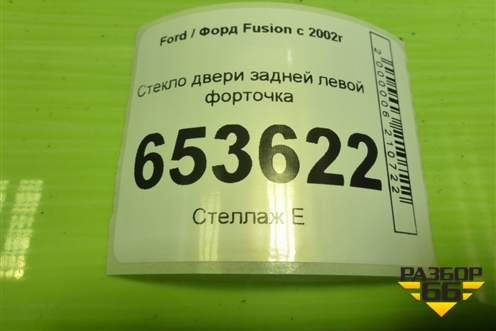 Ford / Форд Fusion с 2002г
Стекло двери задней левой
форточка
653622
Стеллаж Е
2000006210722
РАЗБОР
66